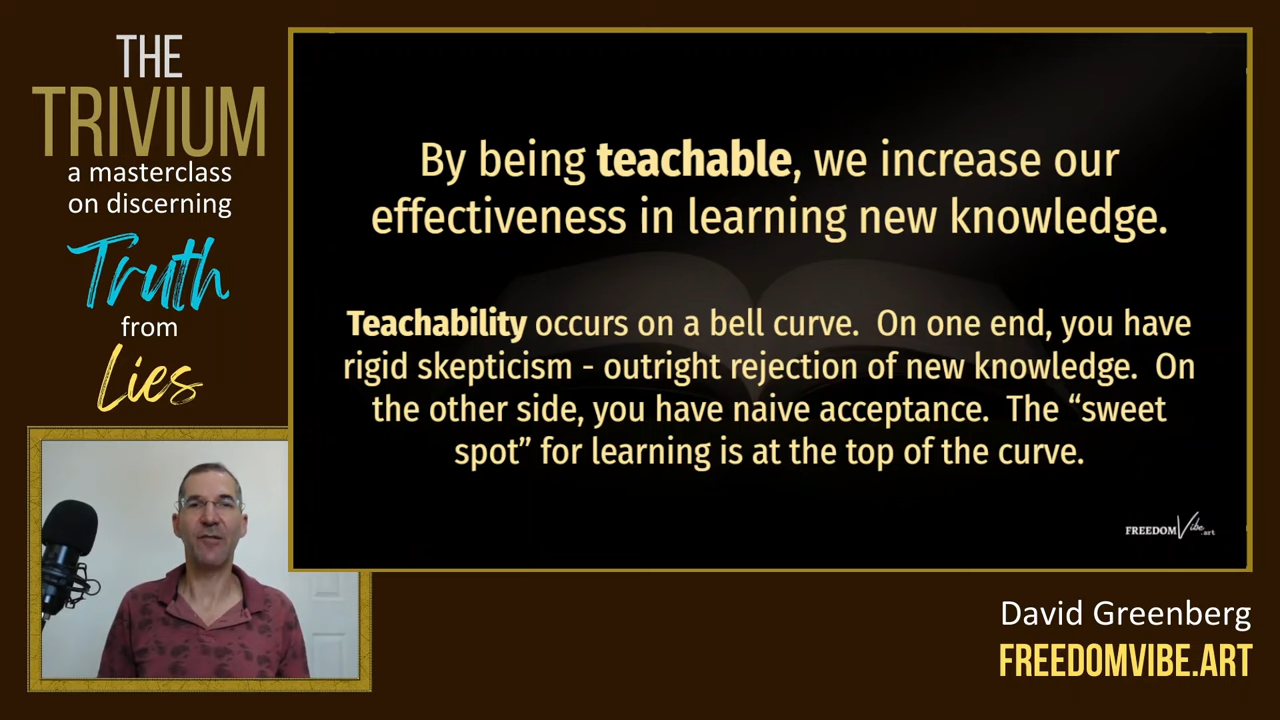 THE
TRIVIUM
a masterclass
on discerning
Truth
from
Lies
By being teachable, we increase our
effectiveness in learning new knowledge.
Teachability occurs on a bell curve.  On one end, you have
rigid skepticism - outright rejection of new knowledge.  On
the other side, you have naive acceptance.  The “sweet
spot” for learning is at the top of the curve.
FREEDOMVibe.art
David Greenberg
FREEDOMVIBE.ART